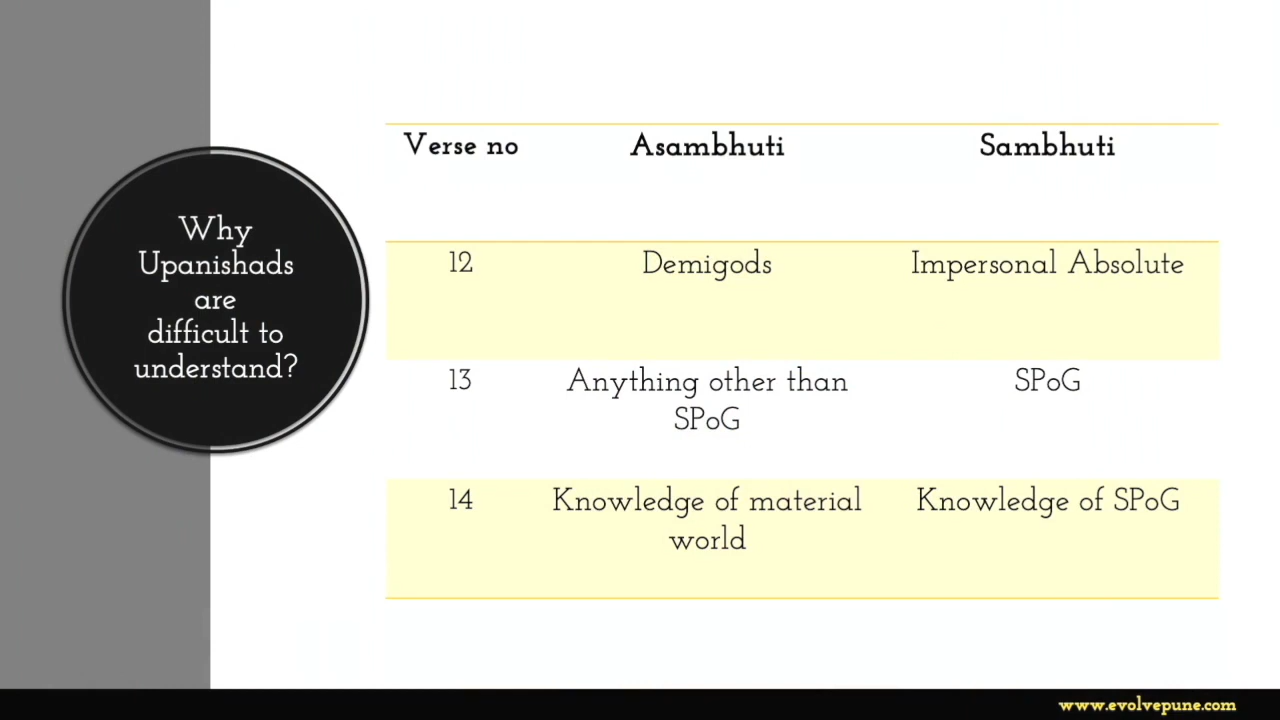 Why
Upanishads
are
difficult to
understand?
Verse no Asambhuti Sambhuti
12 Demigods Impersonal Absolute
13 Anything other than SPoG
SPoG
14 Knowledge of material Knowledge of SPoG
world
www.evolvepune.com